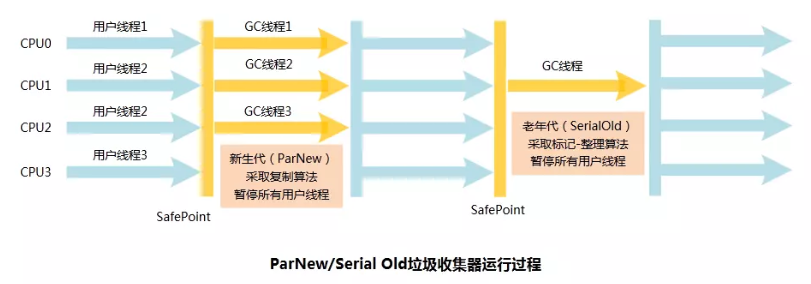 用户线程1
GC线程1
CPU0
用户线程2
GC线程2
GC线程
CPU1
用户线程2
GC线程3
CPU2
用户线程3
CPU3
新生代（ParNew）
采取复制算法
暂停所有用户线程
老年代（SerialOld）
采取标记-整理算法
暂停所有用户线程
SafePoint
SafePoint
ParNew/Serial Old垃圾收集器运行过程